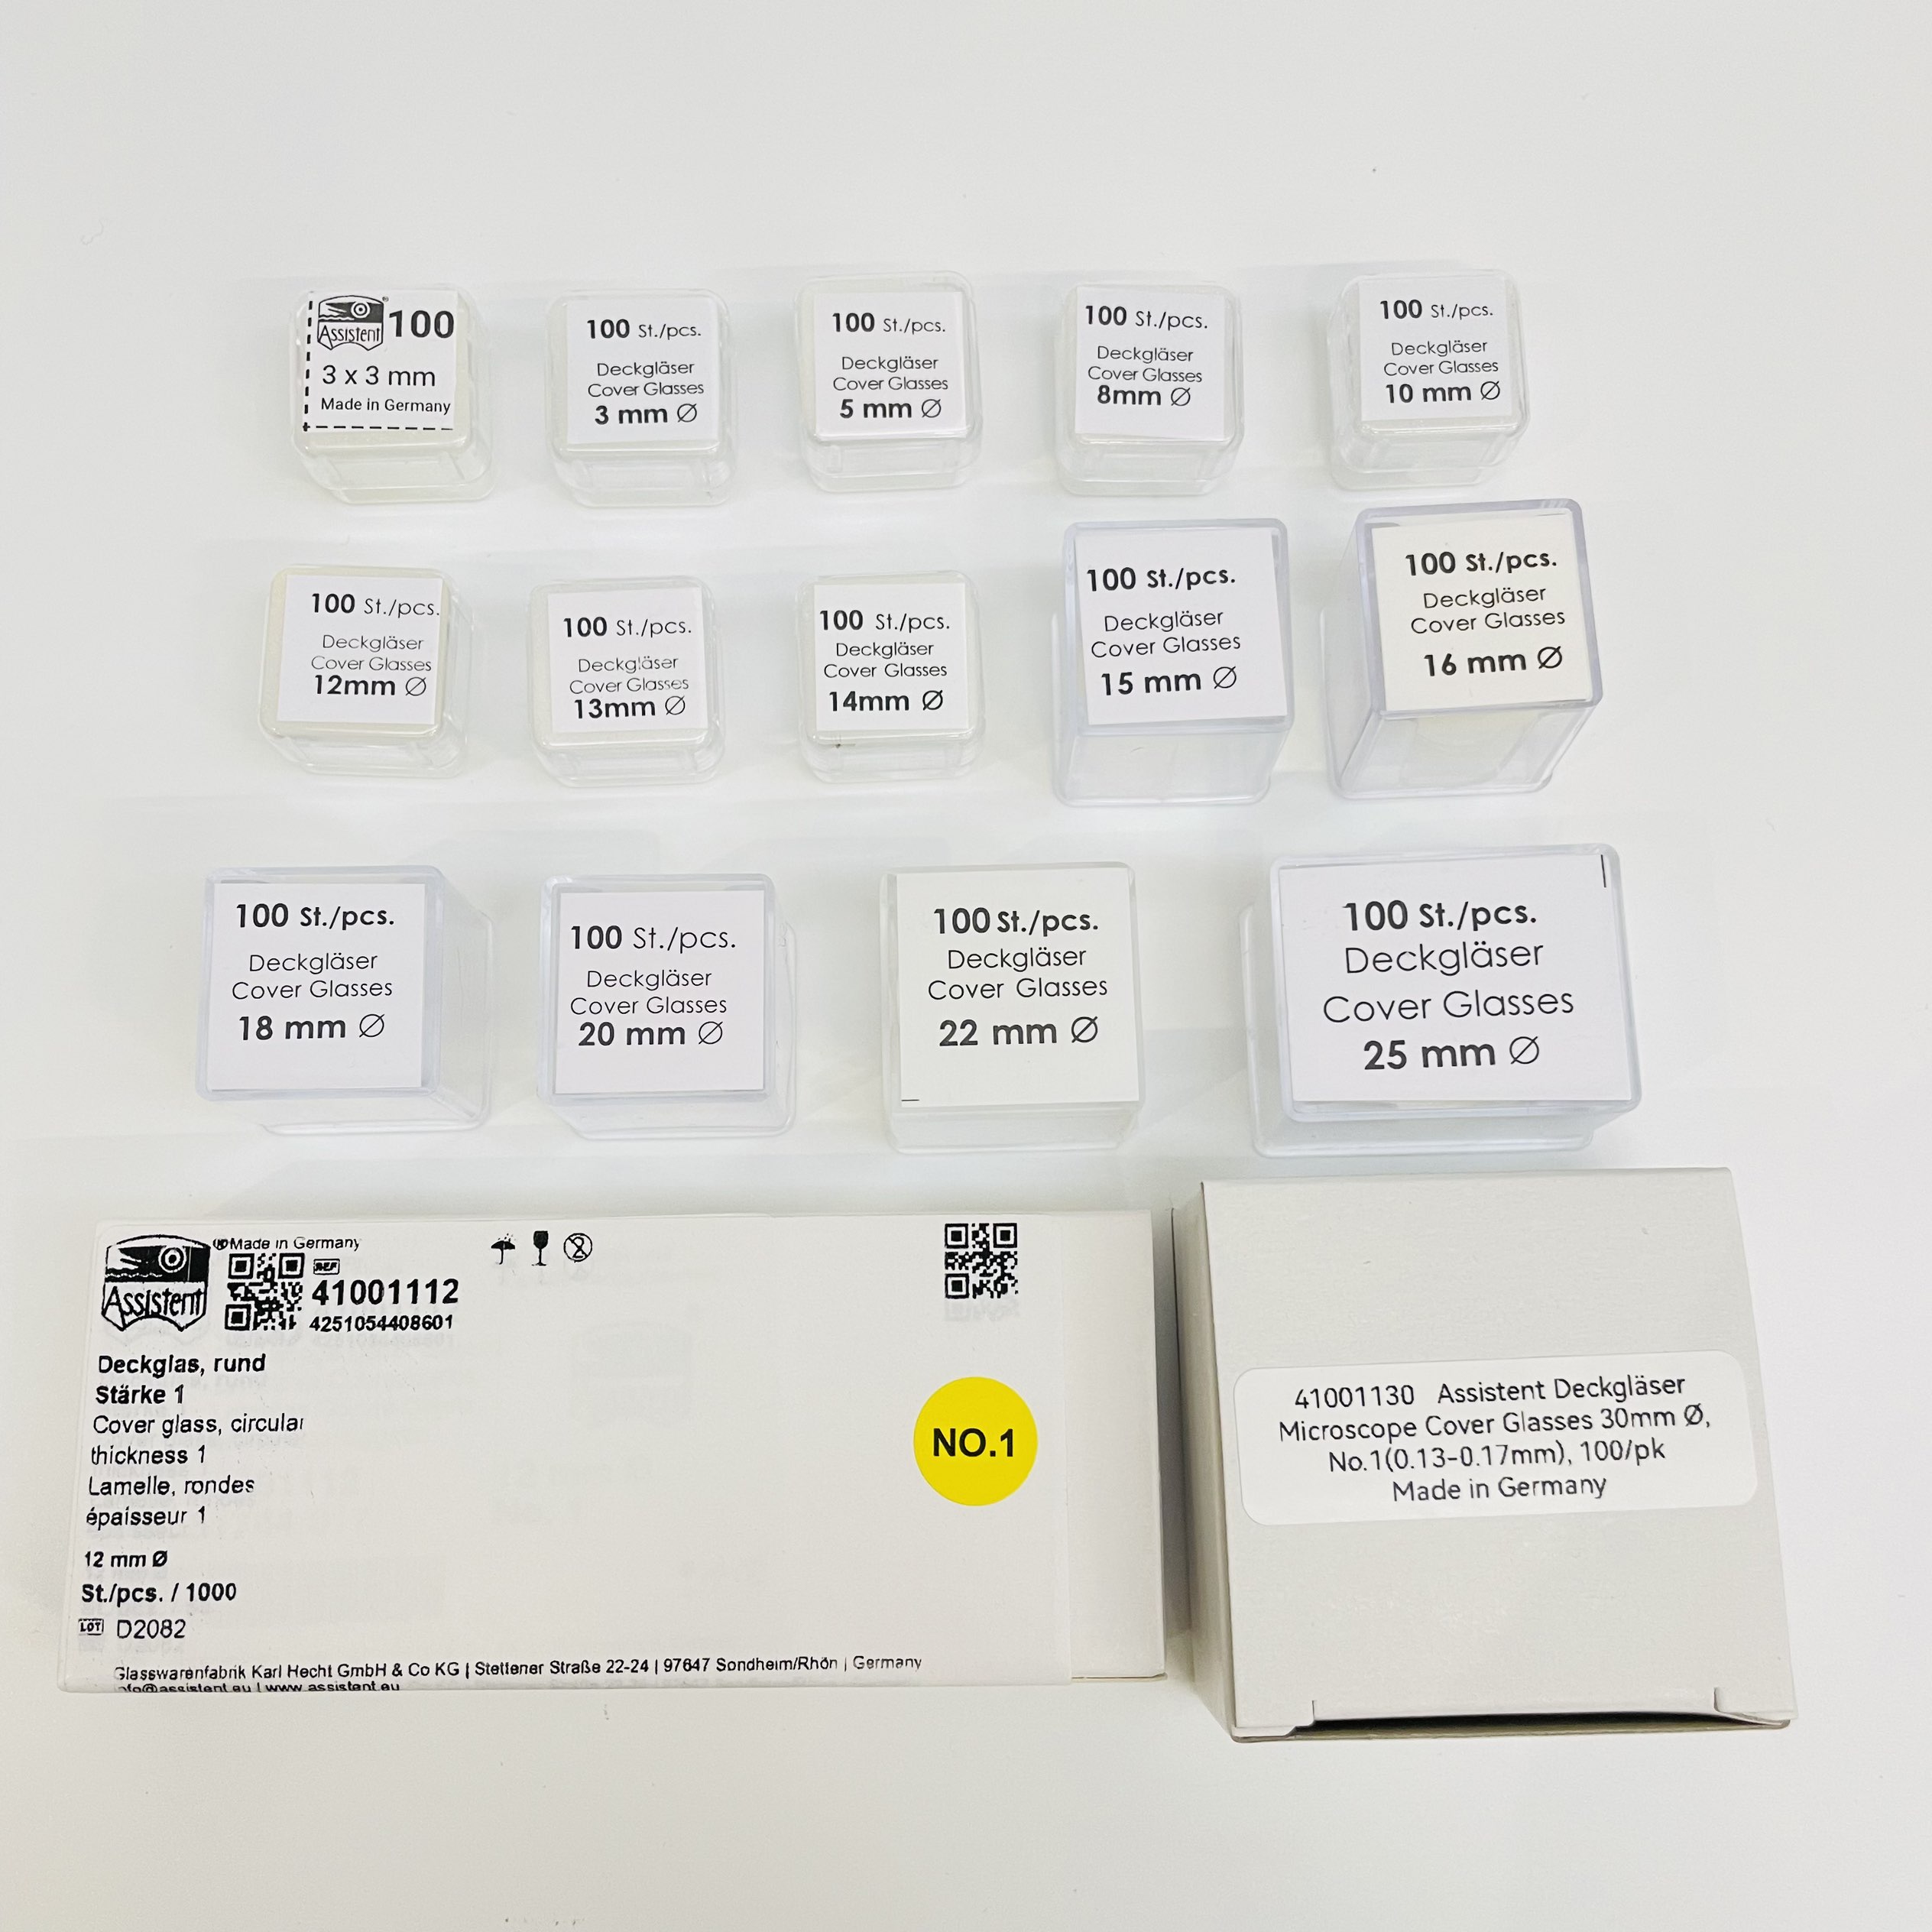 Assistent® 100
3 x 3 mm
Made in Germany
100 St./pcs.
Deckgläser
Cover Glasses
3 mm Ø
100 St./pcs.
Deckgläser
Cover Glasses
5 mm Ø
100 St./pcs.
Deckgläser
Cover Glasses
8mm Ø
100 St./pcs.
Deckgläser
Cover Glasses
10 mm Ø
100 St./pcs.
Deckgläser
Cover Glasses
12mm Ø
100 St./pcs.
Deckgläser
Cover Glasses
13mm Ø
100 St./pcs.
Deckgläser
Cover Glasses
14mm Ø
100 St./pcs.
Deckgläser
Cover Glasses
15 mm Ø
100 St./pcs.
Deckgläser
Cover Glasses
16 mm Ø
100 St./pcs.
Deckgläser
Cover Glasses
18 mm Ø
100 St./pcs.
Deckgläser
Cover Glasses
20 mm Ø
100 St./pcs.
Deckgläser
Cover Glasses
22 mm Ø
100 St./pcs.
Deckgläser
Cover Glasses
25 mm Ø
Assistent®
Made in Germany
REF
41001112
4251054408601
Deckglas, rund
Stärke 1
Cover glass, circular
thickness 1
Lamelle, rondes
épaisseur 1
12 mm Ø
St./pcs. / 1000
LOT D2082
Glasswarenfabrik Karl Hecht GmbH & Co KG | Stettener Straße 22-24 | 97647 Sondheim/Rhön | Germany
info@assistent.eu | www.assistent.eu
NO.1
41001130 Assistent Deckgläser
Microscope Cover Glasses 30mm Ø,
No.1(0.13-0.17mm), 100/pk
Made in Germany